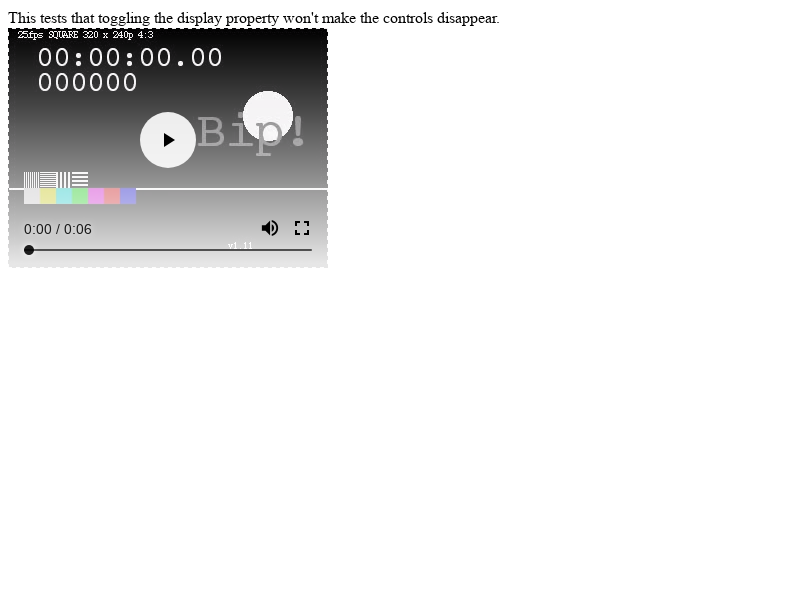 This tests that toggling the display property won't make the controls disappear.
25fps SQUARE 320 x 240p 4:3
00:00:00.00
000000
Bip!
0:00 / 0:06
v1.11